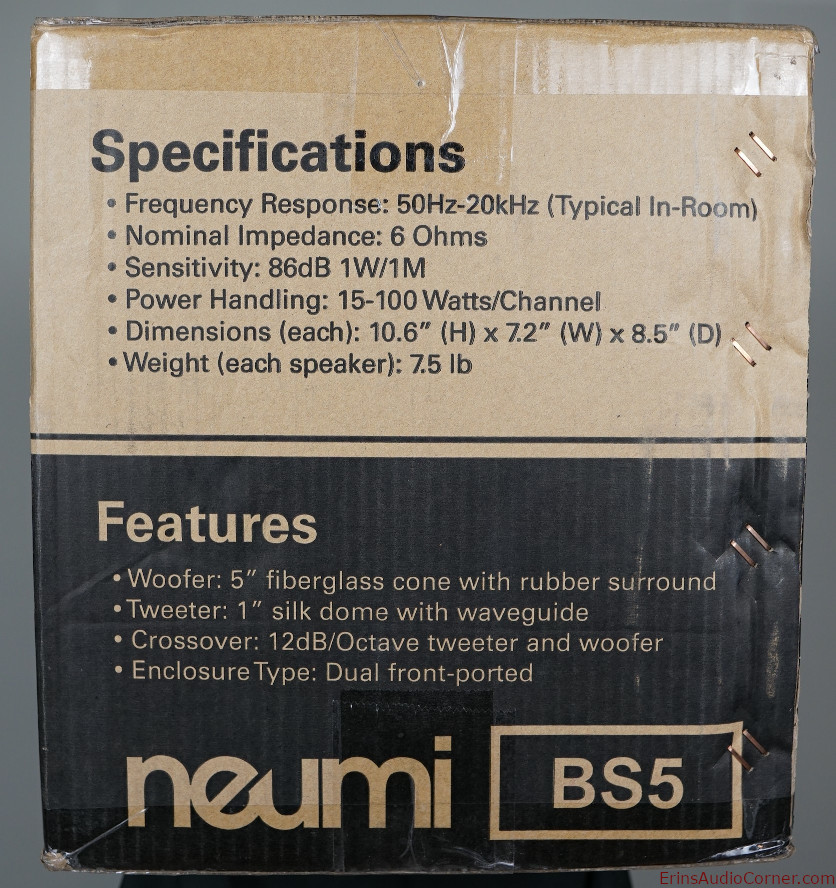 Specifications
• Frequency Response: 50Hz-20kHz (Typical In-Room)
• Nominal Impedance: 6 Ohms
• Sensitivity: 86dB 1W/1M
• Power Handling: 15-100 Watts/Channel
• Dimensions (each): 10.6″ (H) x 7.2″ (W) x 8.5″ (D)
• Weight (each speaker): 7.5 lb
Features
• Woofer: 5″ fiberglass cone with rubber surround
• Tweeter: 1″ silk dome with waveguide
• Crossover: 12dB/Octave tweeter and woofer
• Enclosure Type: Dual front-ported
neumi BS5
ErinsAudioCorner.com